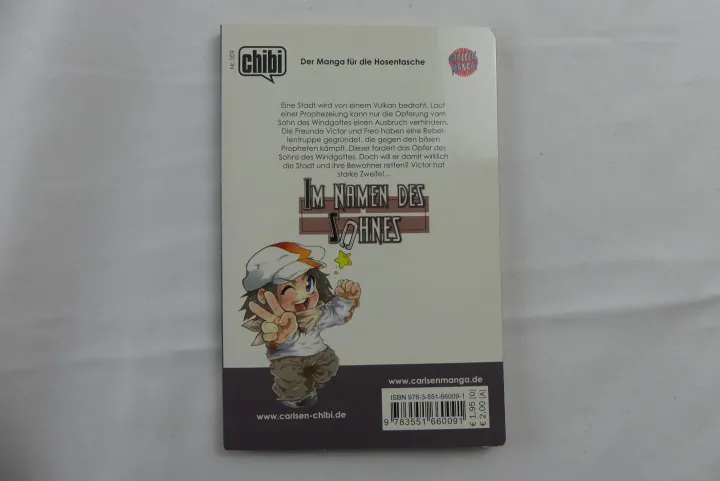 Nr. 009
chibi
Der Manga für die Hosentasche
CARLSEN
MANGA!
Eine Stadt wird von einem Vulkan bedroht. Laut
einer Prophezeiung kann nur die Opferung vom
Sohn des Windgottes einen Ausbruch verhindern.
Die Freunde Victor und Freo haben eine Rebel-
lentruppe gegründet, die gegen den bösen
Propheten kämpft. Dieser fordert das Opfer des
Sohns des Windgottes. Doch will er damit wirklich
die Stadt und ihre Bewohner retten? Victor hat
starke Zweifel...
IM NAMEN DES
SOHNES
www.carlsenmanga.de
www.carlsen-chibi.de
ISBN 978-3-551-66009-1
9 783551 660091
€ 1,95 [D]
€ 2,00 [A]